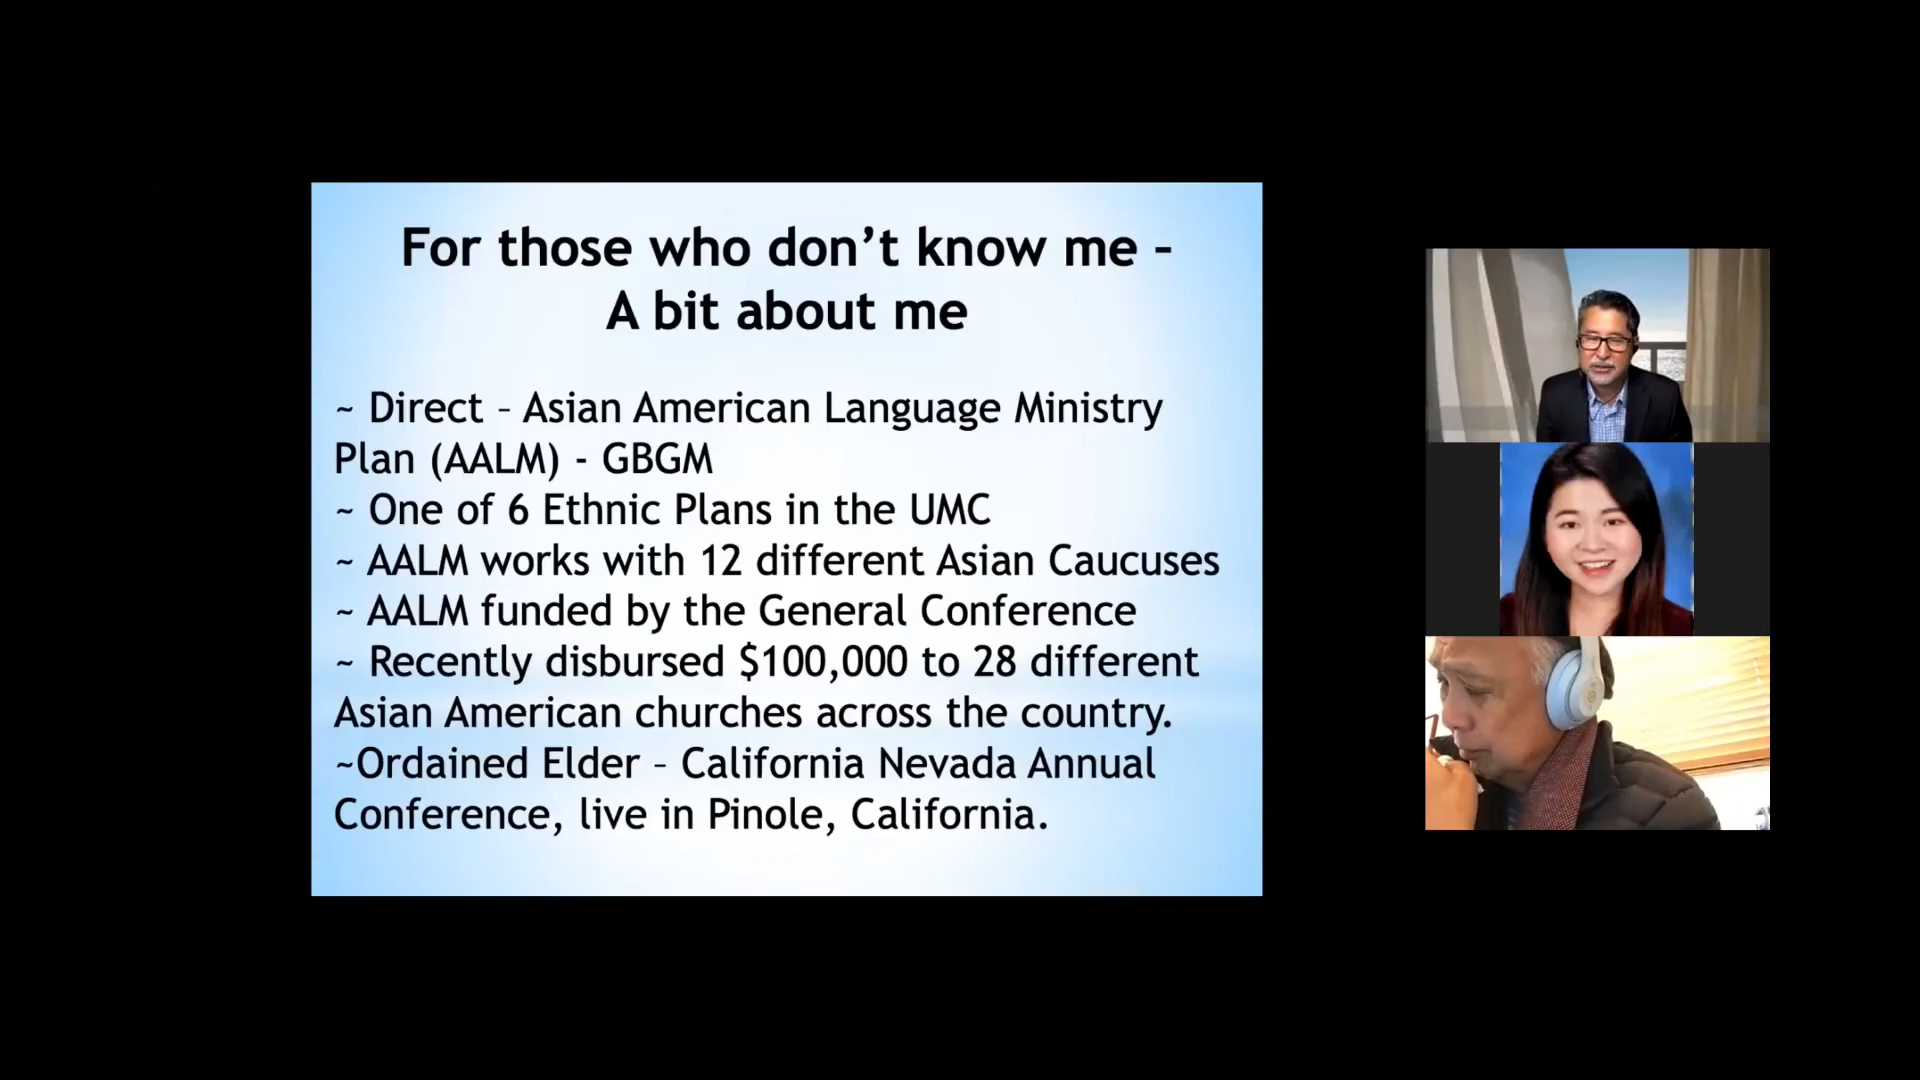 For those who don’t know me –
A bit about me
~ Direct – Asian American Language Ministry
Plan (AALM) - GBGM
~ One of 6 Ethnic Plans in the UMC
~ AALM works with 12 different Asian Caucuses
~ AALM funded by the General Conference
~ Recently disbursed $100,000 to 28 different
Asian American churches across the country.
~Ordained Elder – California Nevada Annual
Conference, live in Pinole, California.